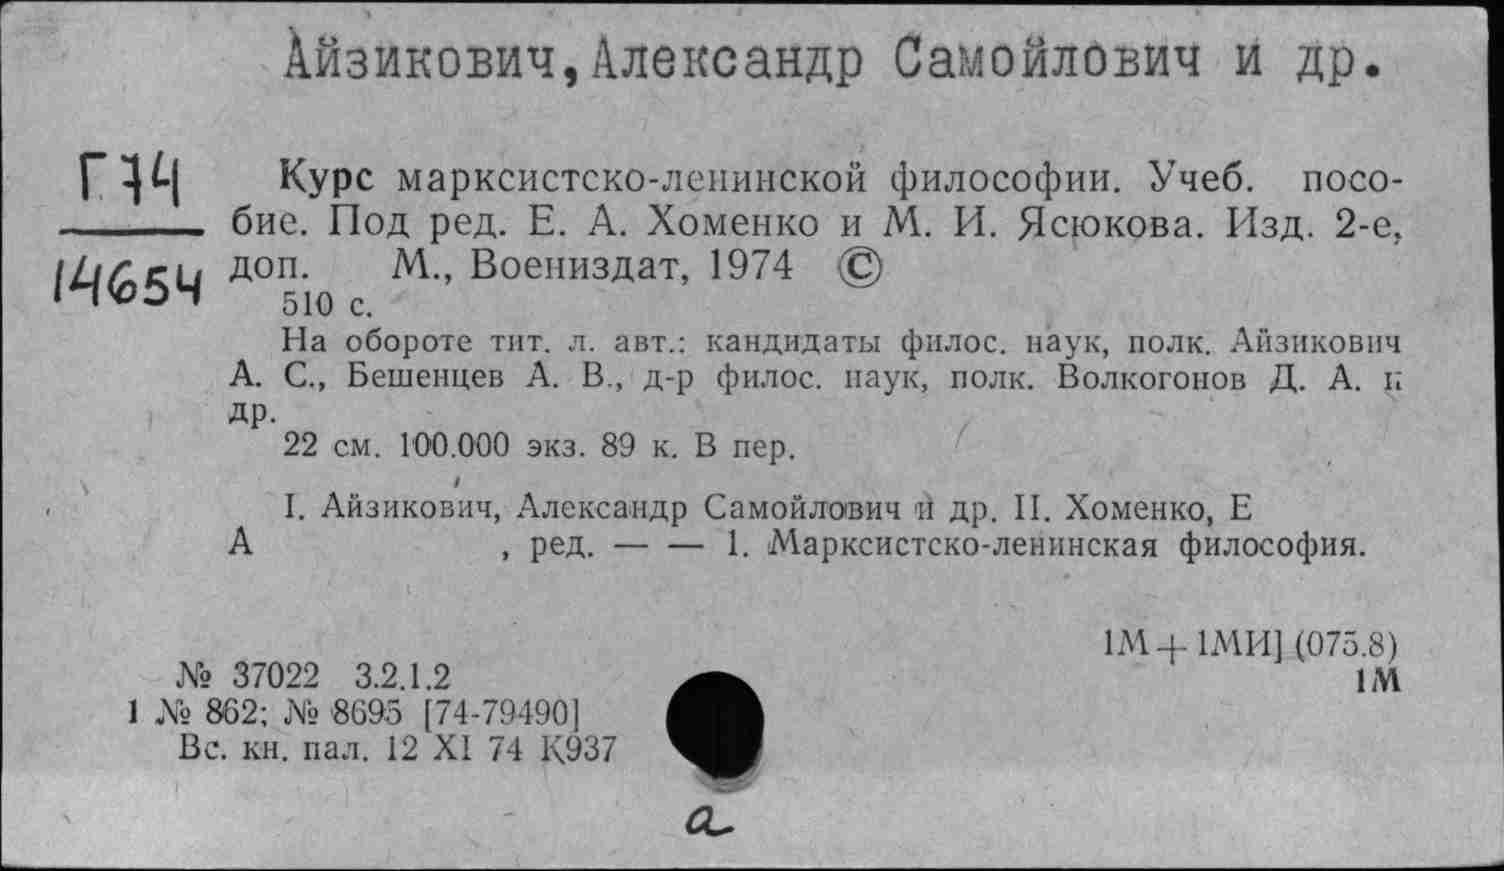 Айзикович,Александр Самойлович и др.
Г74
14654
Курс марксистско-ленинской философии. Учеб. посо-
бие. Под ред. Е. А. Хоменко и М. И. Ясюкова. Изд. 2-е,
доп. М., Воениздат, 1974 ©
510 с.
На обороте тит. л. авт.: кандидаты филос. наук, полк. Айзикович
А. С., Бешенцев А. В., д-р филос. наук, полк. Волкогонов Д. А. и
др.
22 см. 100.000 экз. 89 к. В пер.
I. Айзикович, Александр Самойлович и др. II. Хоменко, Е
А , ред. — — 1. Марксистско-ленинская философия.
1М + 1МИ] (075.8)
1М
№ 37022 3.2.1.2
1 № 862; № 8695 [74-79490]
Вс. кн. пал. 12 XI 74 К937
а